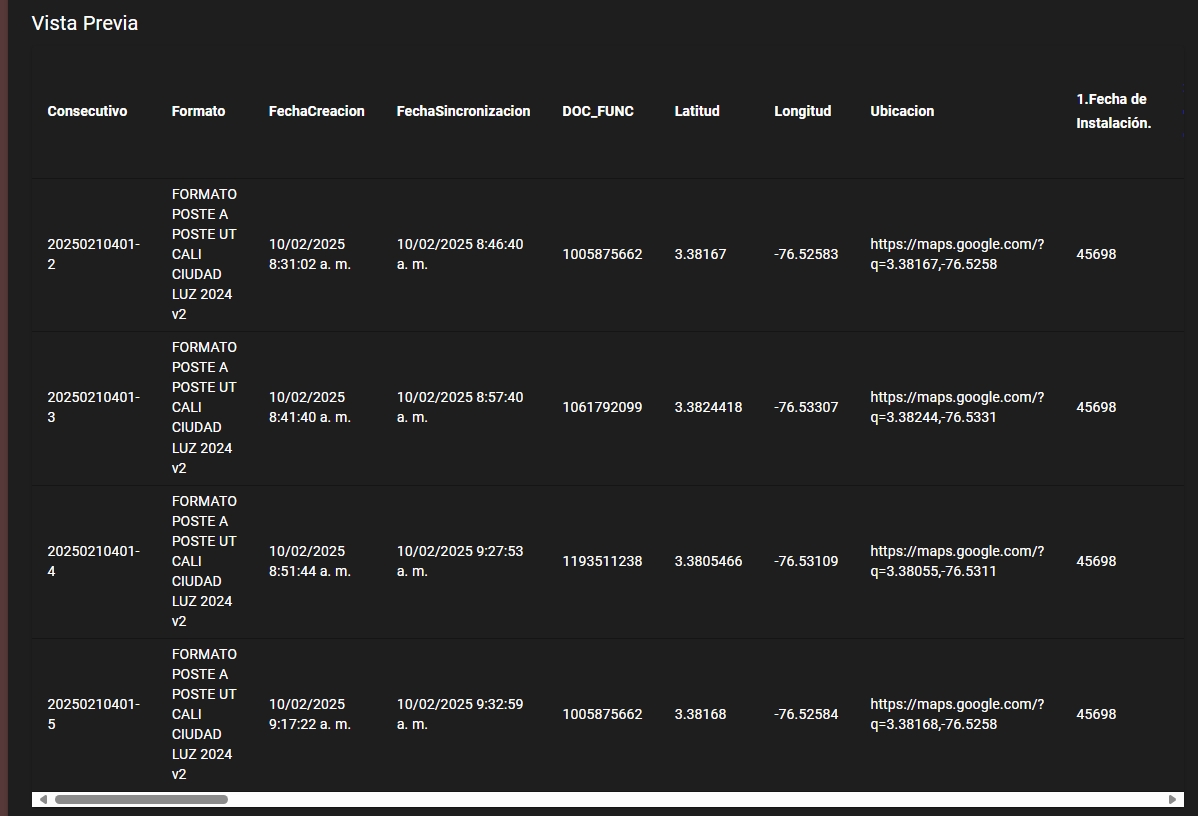 Vista Previa
Consecutivo Formato FechaCreacion FechaSincronizacion DOC_FUNC Latitud Longitud Ubicacion 1.Fecha de
Instalación.
20250210401-
2
FORMATO
POSTE A
POSTE UT
CALI
CIUDAD
LUZ 2024
v2
10/02/2025
8:31:02 a. m.
10/02/2025 8:46:40
a. m.
1005875662
3.38167
-76.52583
https://maps.google.com/?
q=3.38167,-76.5258
45698
20250210401-
3
FORMATO
POSTE A
POSTE UT
CALI
CIUDAD
LUZ 2024
v2
10/02/2025
8:41:40 a. m.
10/02/2025 8:57:40
a. m.
1061792099
3.3824418
-76.53307
https://maps.google.com/?
q=3.38244,-76.5331
45698
20250210401-
4
FORMATO
POSTE A
POSTE UT
CALI
CIUDAD
LUZ 2024
v2
10/02/2025
8:51:44 a. m.
10/02/2025 9:27:53
a. m.
1193511238
3.3805466
-76.53109
https://maps.google.com/?
q=3.38055,-76.5311
45698
20250210401-
5
FORMATO
POSTE A
POSTE UT
CALI
CIUDAD
LUZ 2024
v2
10/02/2025
9:17:22 a. m.
10/02/2025 9:32:59
a. m.
1005875662
3.38168
-76.52584
https://maps.google.com/?
q=3.38168,-76.5258
45698